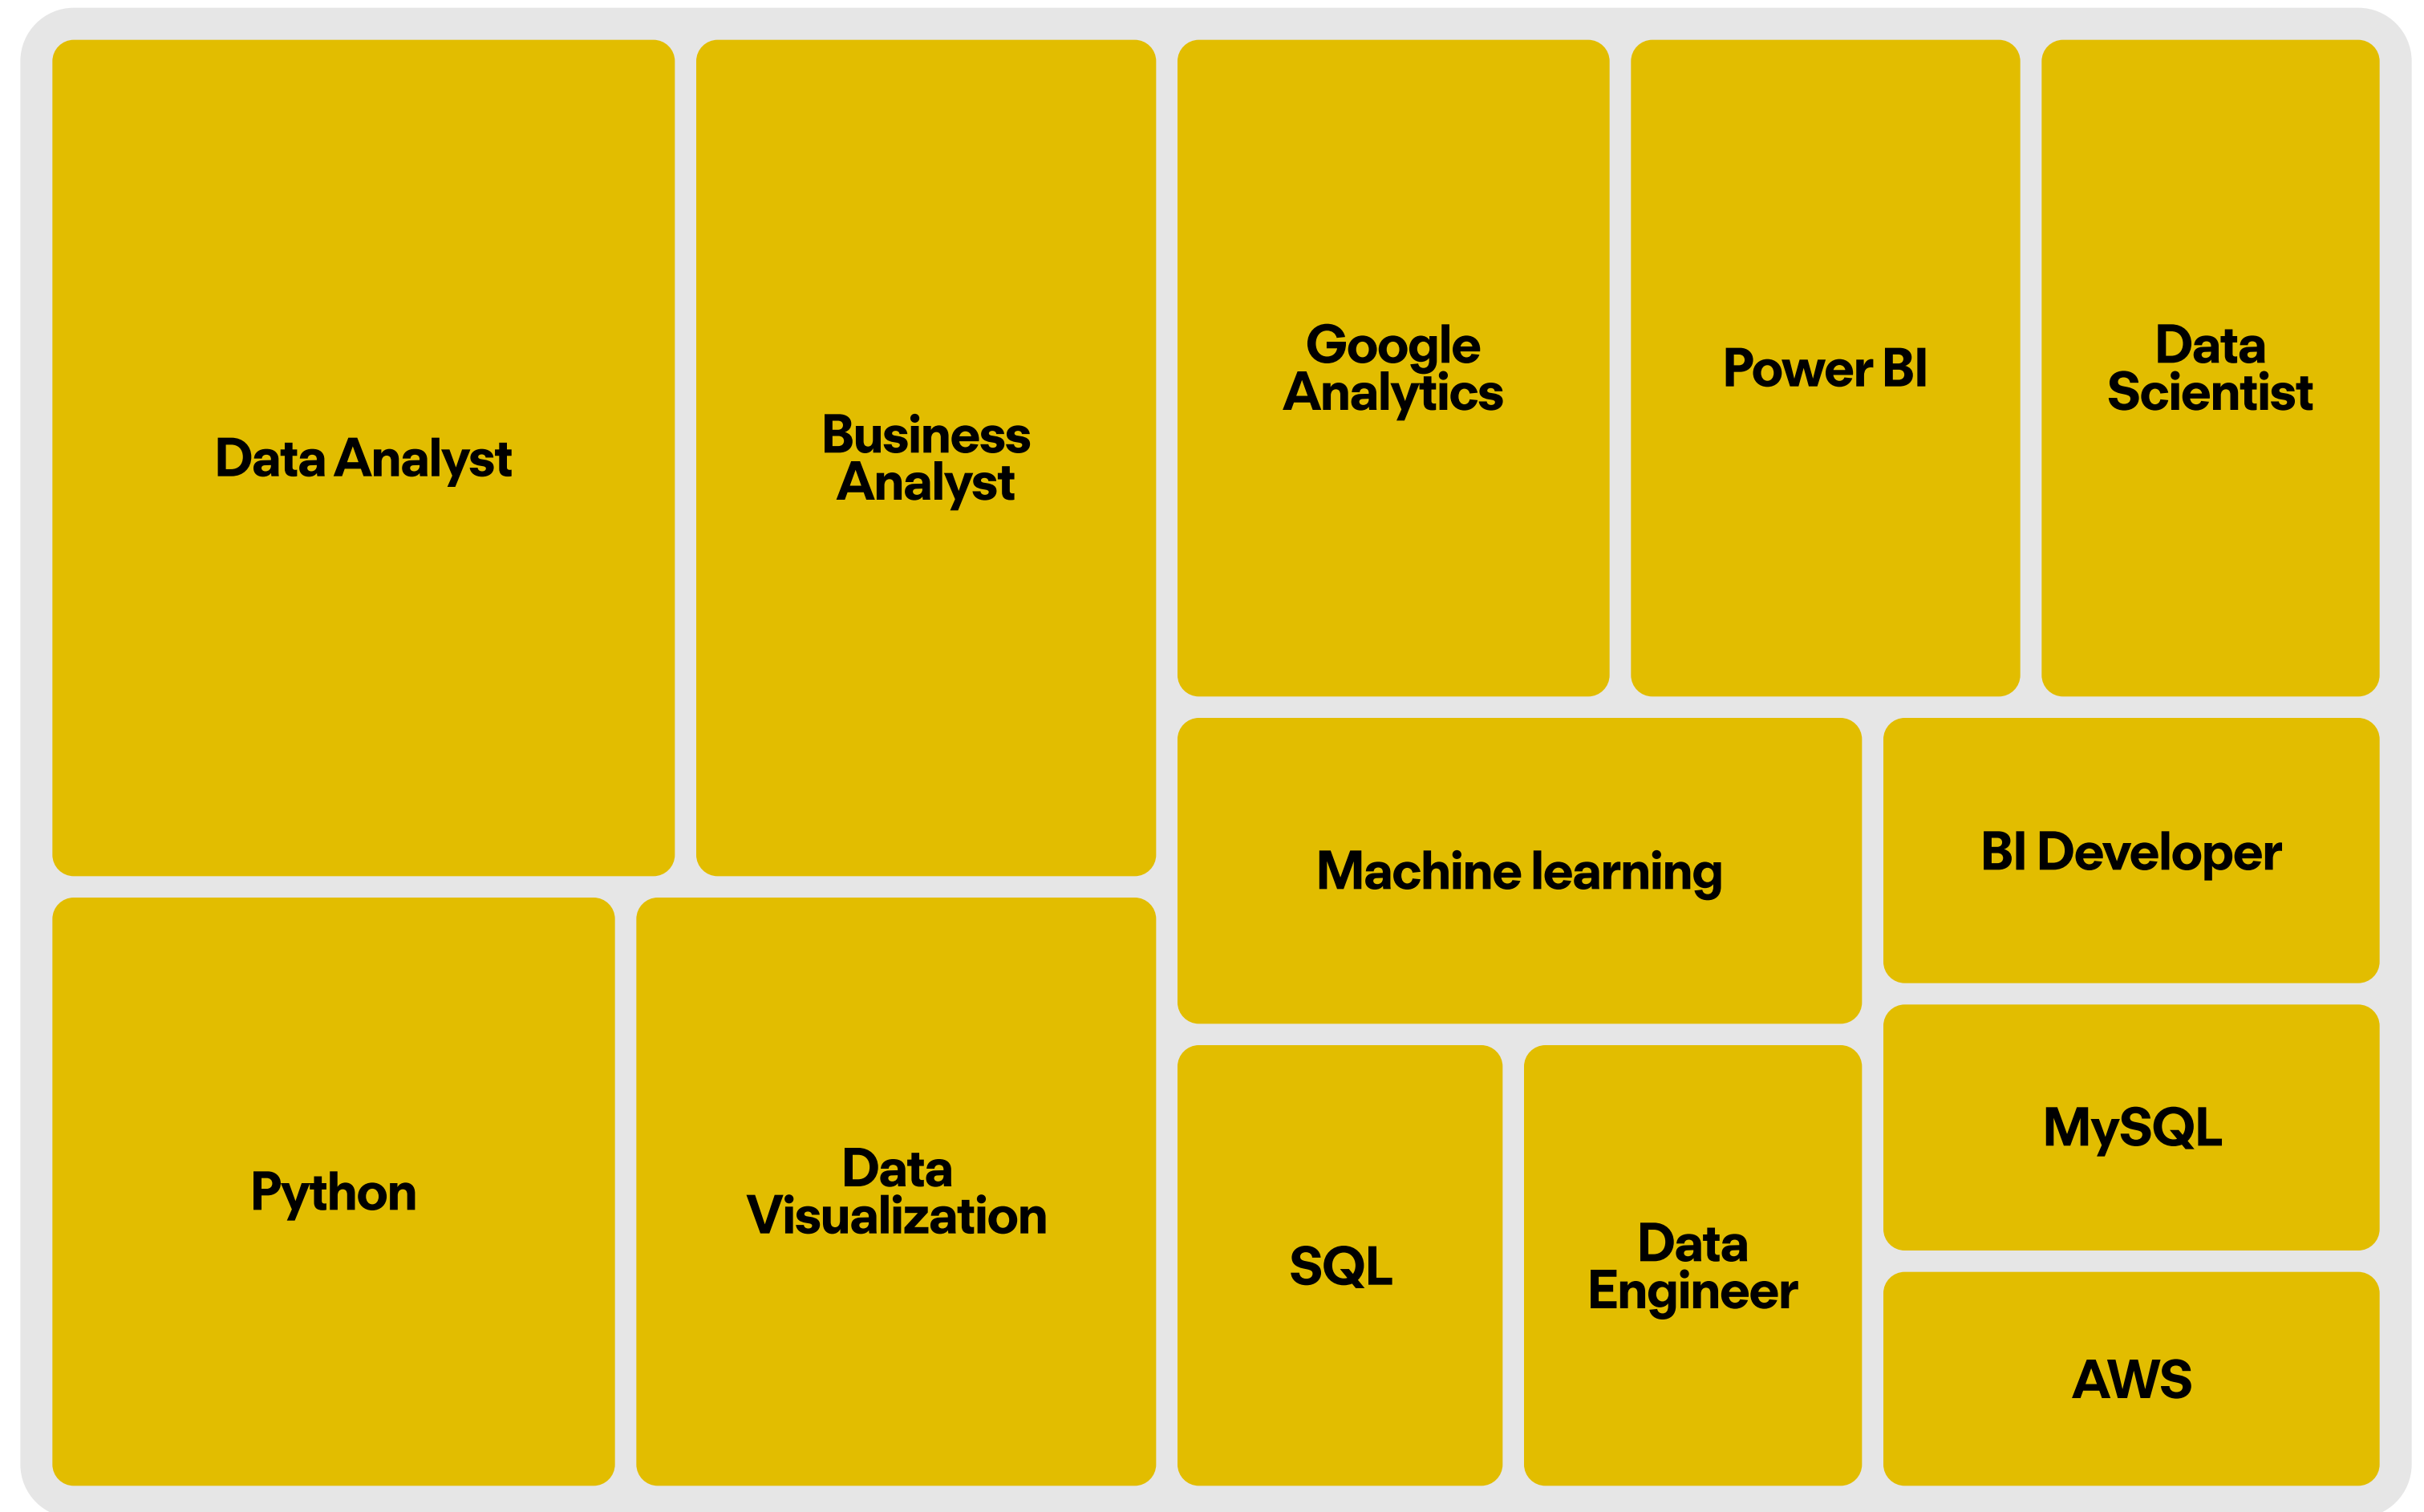 Data Analyst
Business
Analyst
Google
Analytics
Power BI
Data
Scientist
Machine learning
BI Developer
Python
Data
Visualization
SQL
Data
Engineer
MySQL
AWS